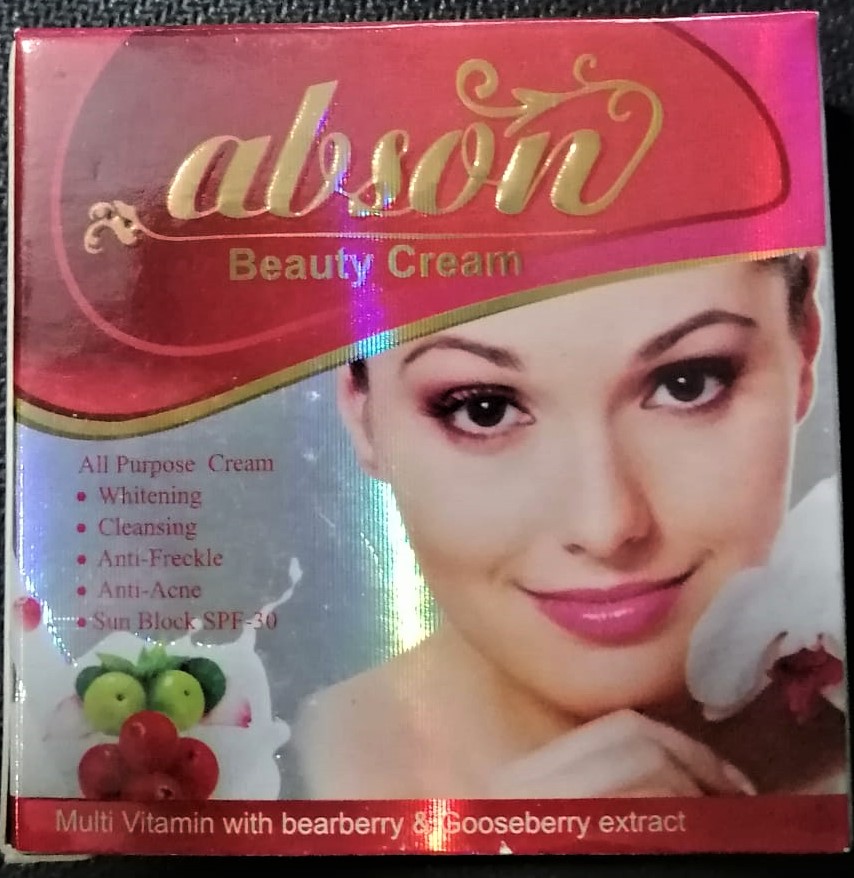 abson
Beauty Cream
All Purpose Cream
• Whitening
• Cleansing
• Anti-Freckle
• Anti-Acne
• Sun Block SPF-30
Multi Vitamin with bearberry & Gooseberry extract